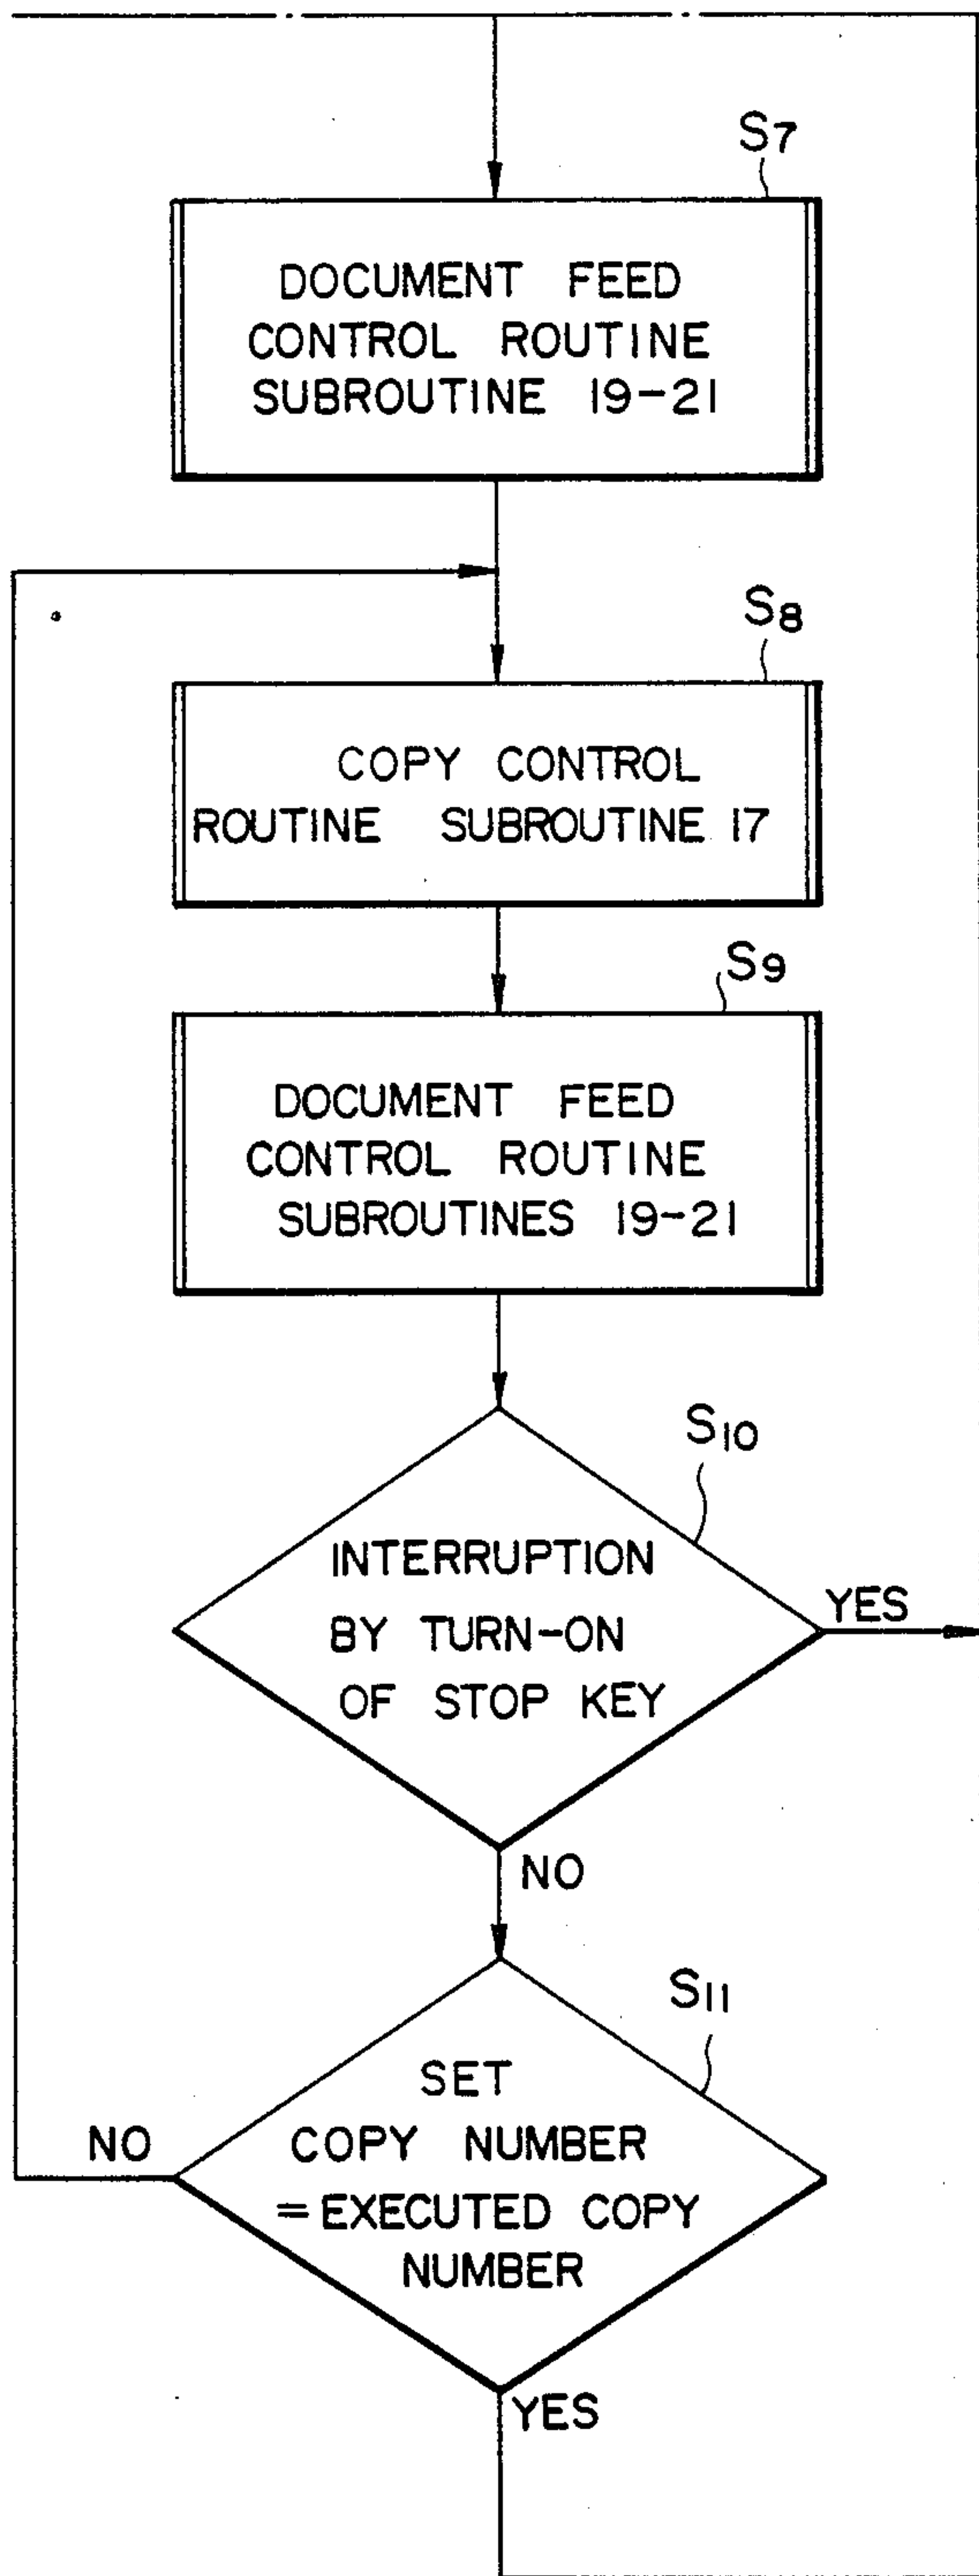 S7
DOCUMENT FEED
CONTROL ROUTINE
SUBROUTINE 19-21
S8
COPY CONTROL
ROUTINE SUBROUTINE 17
S9
DOCUMENT FEED
CONTROL ROUTINE
SUBROUTINES 19-21
S10
INTERRUPTION
BY TURN-ON
OF STOP KEY
YES
NO
S11
SET
COPY NUMBER
=EXECUTED COPY
NUMBER
NO
YES